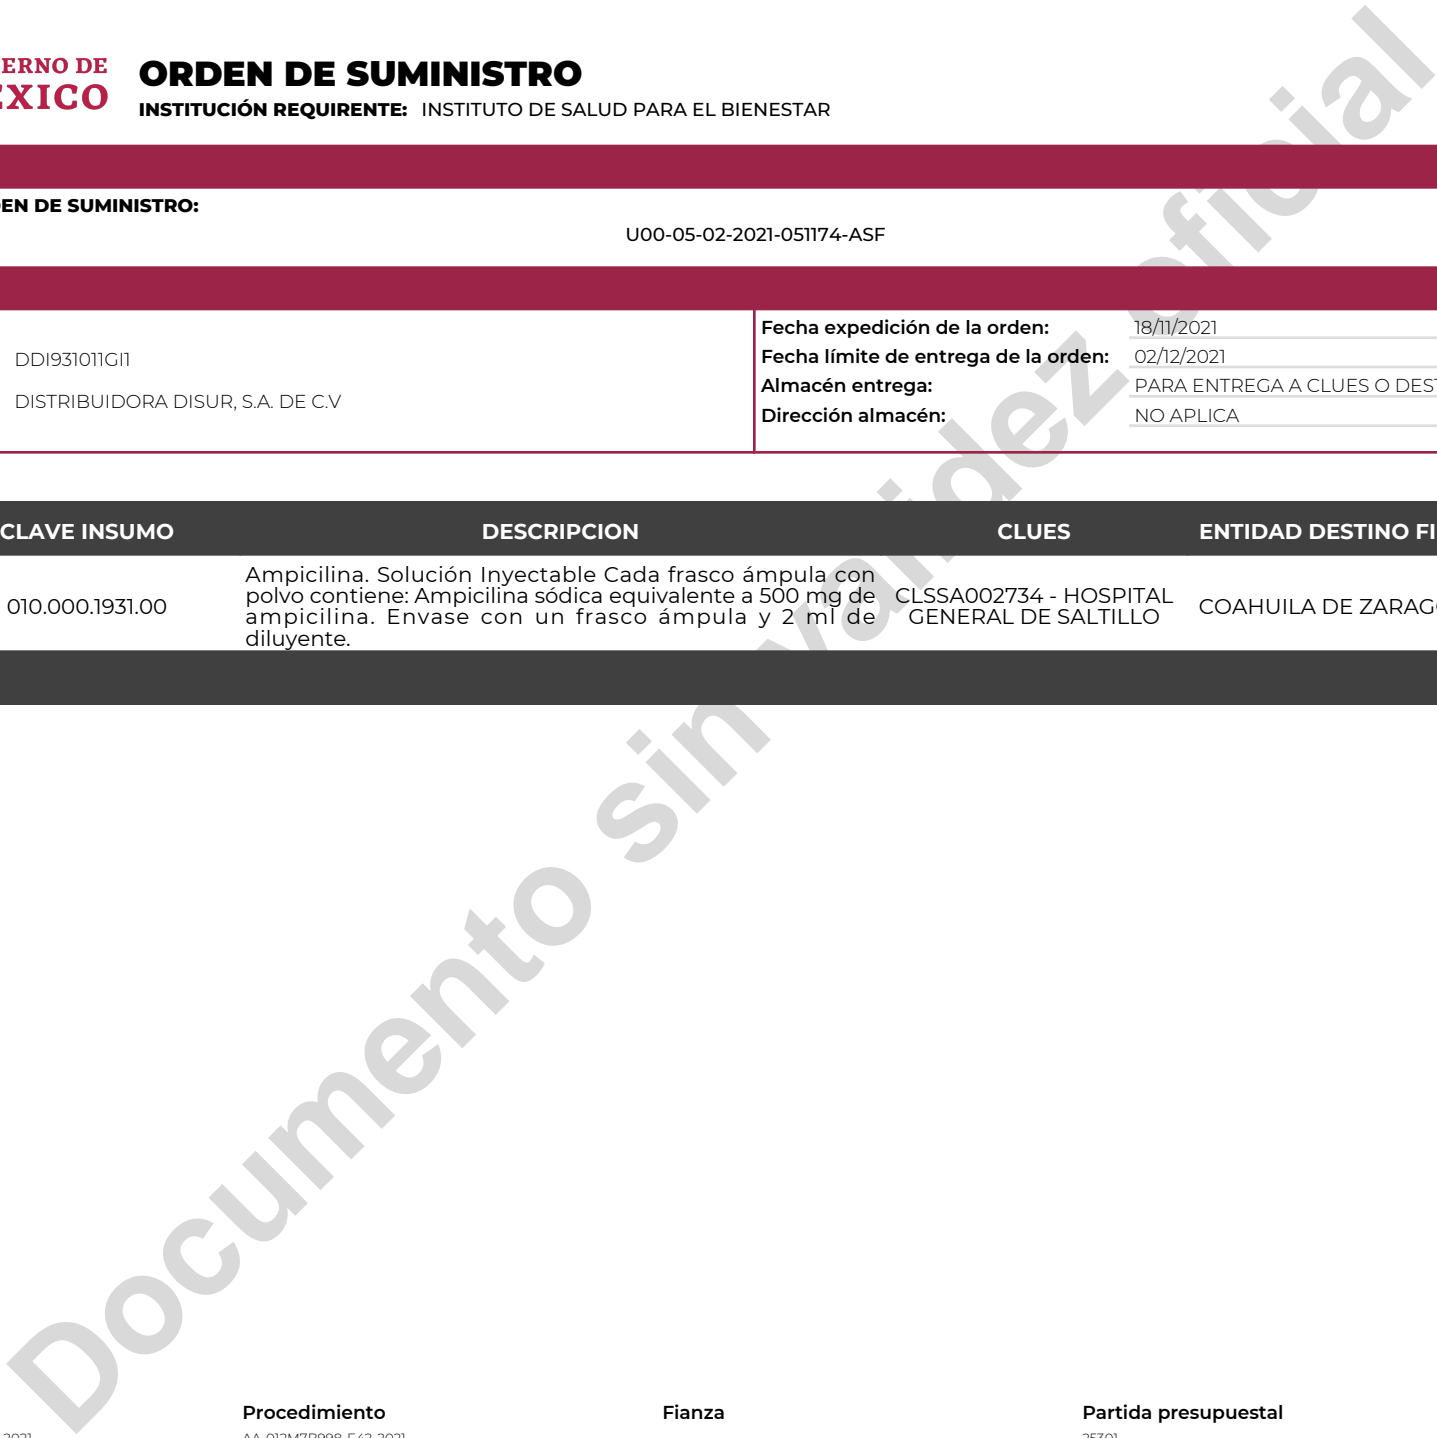 ERNO DE
ORDEN DE SUMINISTRO
EXICO
INSTITUCIÓN REQUIRENTE: INSTITUTO DE SALUD PARA EL BIENESTAR
EN DE SUMINISTRO:
U00-05-02-2021-051174-ASF
DDI931011GI1
DISTRIBUIDORA DISUR, S.A. DE C.V
Fecha expedición de la orden: 18/11/2021
Fecha límite de entrega de la orden: 02/12/2021
Almacén entrega: PARA ENTREGA A CLUES O DEST
Dirección almacén: NO APLICA
CLAVE INSUMO DESCRIPCION CLUES ENTIDAD DESTINO FI
010.000.1931.00
Ampicilina. Solución Inyectable Cada frasco ámpula con
polvo contiene: Ampicilina sódica equivalente a 500 mg de
ampicilina. Envase con un frasco ámpula y 2 ml de
diluyente.
CLSSA002734 - HOSPITAL
GENERAL DE SALTILLO
COAHUILA DE ZARAG
Documento sin validez oficial
Procedimiento Fianza Partida presupuestal